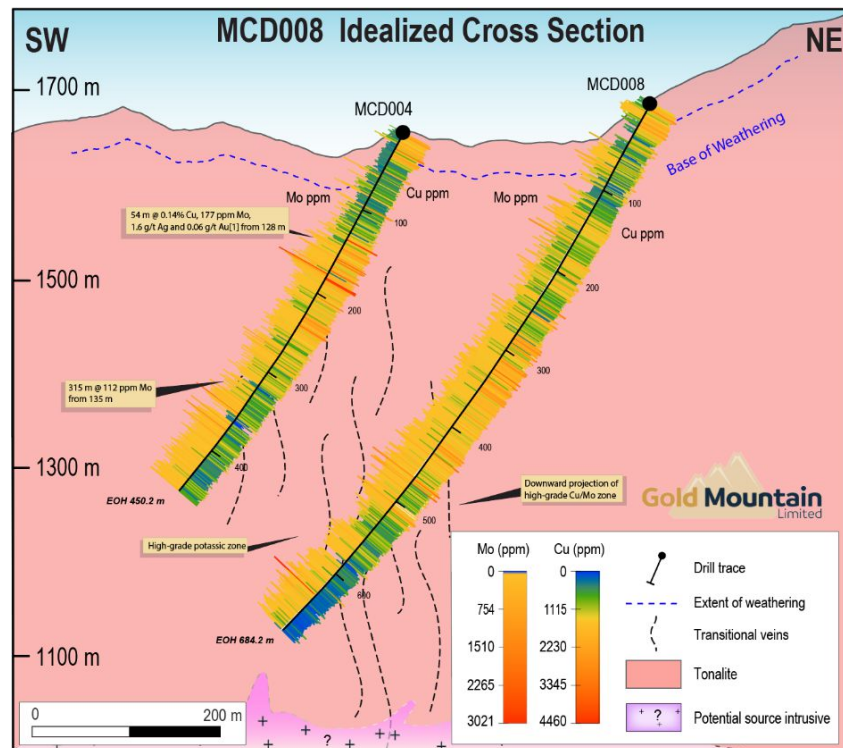 SW
MCD008 Idealized Cross Section
NE
1700 m
1500 m
1300 m
1100 m
MCD004
MCD008
Base of Weathering
Mo ppm
Cu ppm
Mo ppm
Cu ppm
54 m @ 0.14% Cu, 177 ppm Mo,
1.6 g/t Ag and 0.06 g/t Au[1] from 128 m
315 m @ 112 ppm Mo
from 135 m
100
200
300
400
EOH 450.2 m
100
200
300
400
500
600
EOH 684.2 m
High-grade potassic zone
Downward projection of
high-grade Cu/Mo zone
Gold Mountain
Limited
Mo (ppm)
0
754
1510
2265
3021
Cu (ppm)
0
1115
2230
3345
4460
Drill trace
Extent of weathering
Transitional veins
Tonalite
+ ? +
Potential source intrusive
0
200 m
?